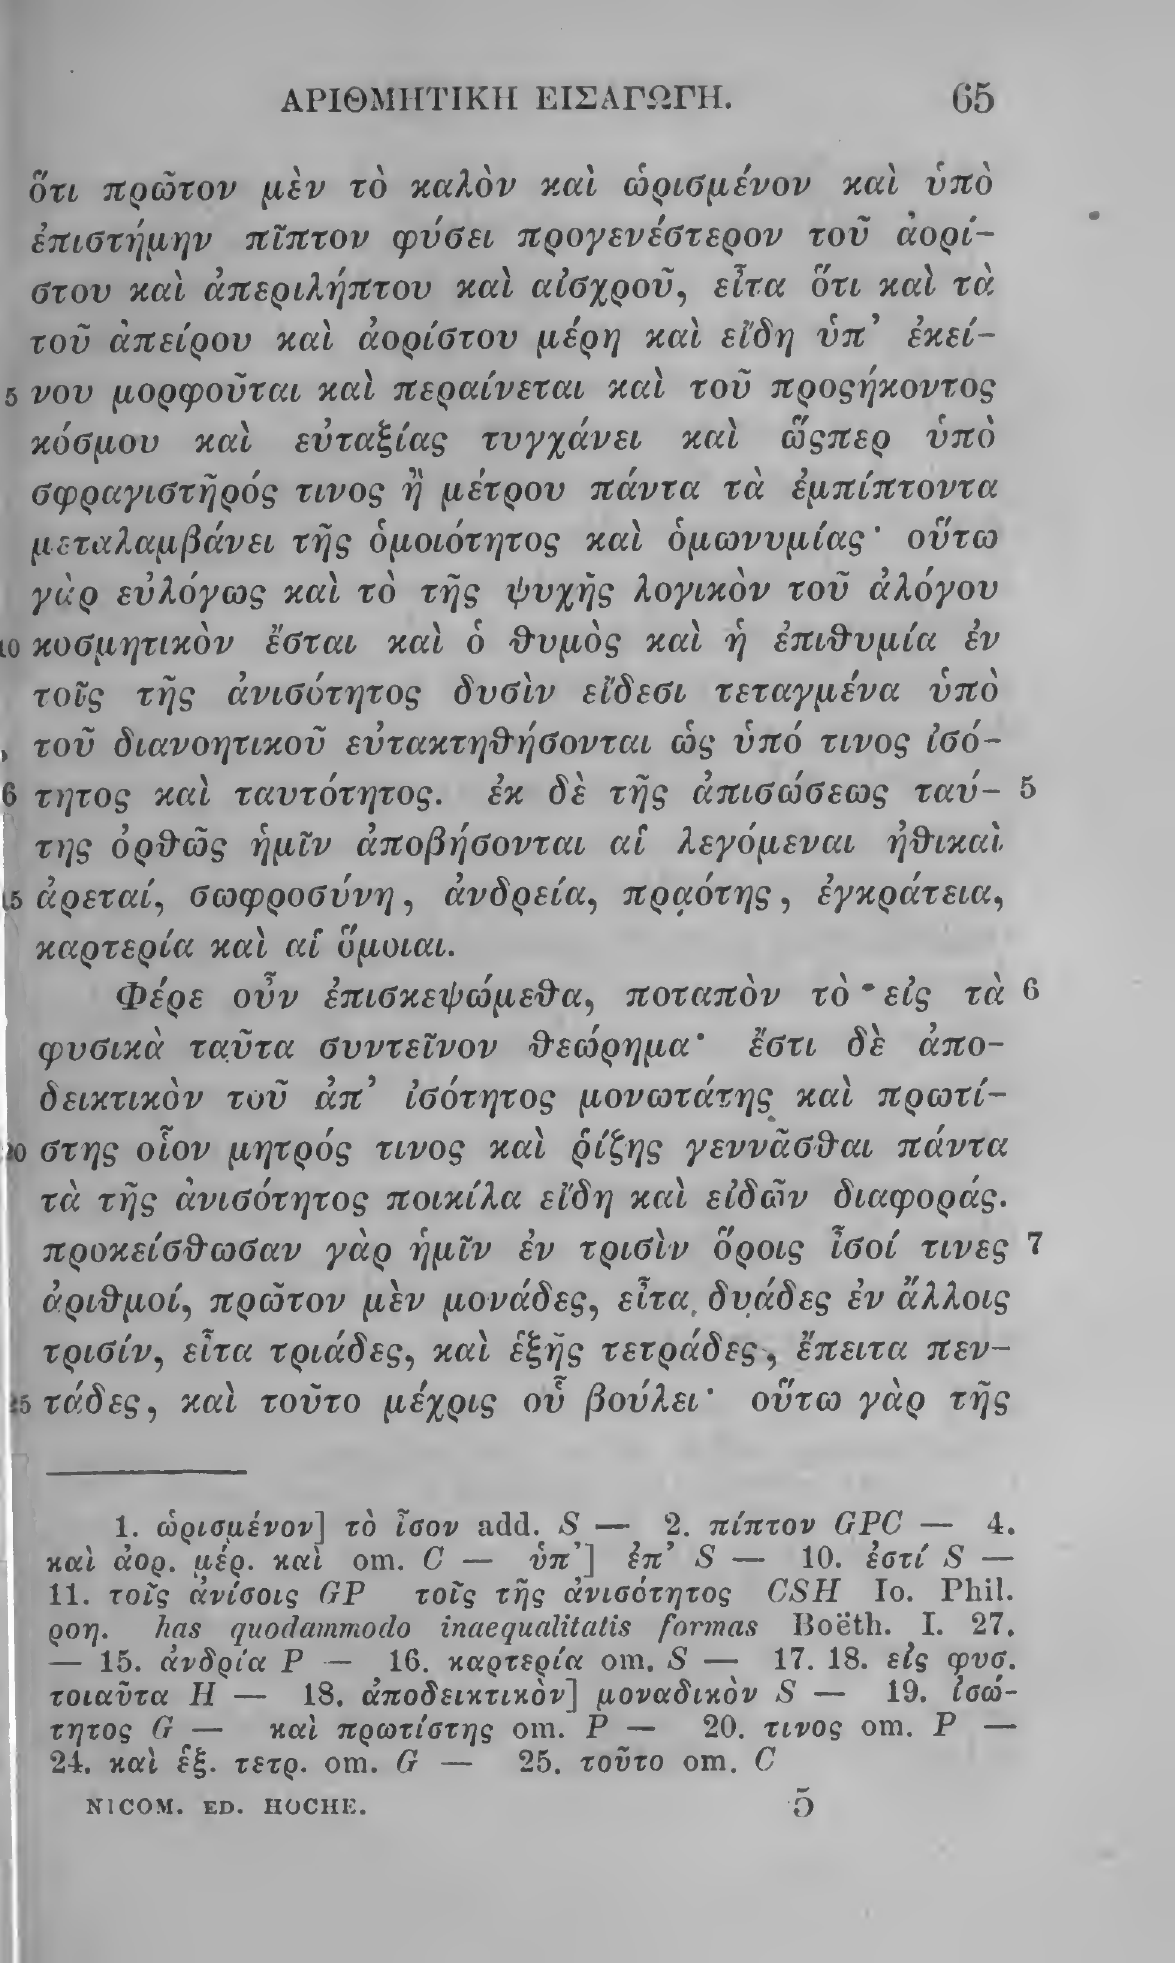 ΑΡΙΘΜΗΤΙΚΗ ΕΙΣΑΓΩΓΗ. 65
ὅτι πρῶτον μὲν τὸ καλὸν καὶ ὡρισμένον καὶ ὑπὸ
ἐπιστήμην πῖπτον φύσει προγενέστερον τοῦ ἀορί-
στου καὶ ἀπεριλήπτου καὶ αἰσχροῦ, εἶτα ὅτι καὶ τὰ
τοῦ ἀπείρου καὶ ἀορίστου μέρη καὶ εἴδη ὑπ’ ἐκεί-
5 νου μορφοῦται καὶ περαίνεται καὶ τοῦ προςήκοντος
κόσμου καὶ εὐταξίας τυγχάνει καὶ ὥςπερ ὑπὸ
σφραγιστῆρός τινος ἢ μέτρου πάντα τὰ ἐμπίπτοντα
μεταλαμβάνει τῆς ὁμοιότητος καὶ ὁμωνυμίας· οὕτω
γὰρ εὐλόγως καὶ τὸ τῆς ψυχῆς λογικὸν τοῦ ἀλόγου
10 κοσμητικὸν ἔσται καὶ ὁ θυμὸς καὶ ἡ ἐπιθυμία ἐν
τοῖς τῆς ἀνισότητος δυσὶν εἴδεσι τεταγμένα ὑπὸ
τοῦ διανοητικοῦ εὐτακτηθήσονται ὡς ὑπό τινος ἰσό-
6 τητος καὶ ταυτότητος. ἐκ δὲ τῆς ἀπισώσεως ταύ- 5
της ὀρθῶς ἡμῖν ἀποβήσονται αἱ λεγόμεναι ἠθικαὶ
15 ἀρεταί, σωφροσύνη, ἀνδρεία, πραότης, ἐγκράτεια,
καρτερία καὶ αἱ ὅμοιαι.
Φέρε οὖν ἐπισκεψώμεθα, ποταπὸν τὸ εἰς τὰ 6
φυσικὰ ταῦτα συντεῖνον θεώρημα· ἔστι δὲ ἀπο-
δεικτικὸν τοῦ ἀπ’ ἰσότητος μονωτάτης καὶ πρωτί-
20 στης οἷον μητρός τινος καὶ ῥίζης γεννᾶσθαι πάντα
τὰ τῆς ἀνισότητος ποικίλα εἴδη καὶ εἰδῶν διαφοράς.
προκείσθωσαν γὰρ ἡμῖν ἐν τρισὶν ὅροις ἴσοί τινες 7
ἀριθμοί, πρῶτον μὲν μονάδες, εἶτα δυάδες ἐν ἄλλοις
τρισίν, εἶτα τριάδες, καὶ ἑξῆς τετράδες, ἔπειτα πεν-
25 τάδες, καὶ τοῦτο μέχρις οὗ βούλει· οὕτω γὰρ τῆς
1. ὡρισμένον] τὸ ἴσον add. S — 2. πίπτον GPC — 4.
καὶ ἀορ. μέρ. καὶ om. C — ὑπ’] ἐπ’ S — 10. ἐστί S —
11. τοῖς ἀνίσοις GP τοῖς τῆς ἀνισότητος CSH Io. Phil.
ροη. has quodammodo inaequalitatis formas Boëth. I. 27.
— 15. ἀνδρία P — 16. καρτερία om. S — 17. 18. εἰς φυσ.
τοιαῦτα H — 18. ἀποδεικτικὸν] μοναδικὸν S — 19. ἰσώ-
τητος G — καὶ πρωτίστης om. P — 20. τινος om. P —
24. καὶ ἑξ. τετρ. om. G — 25. τοῦτο om. C
NICOM. ED. HOCHE. 5